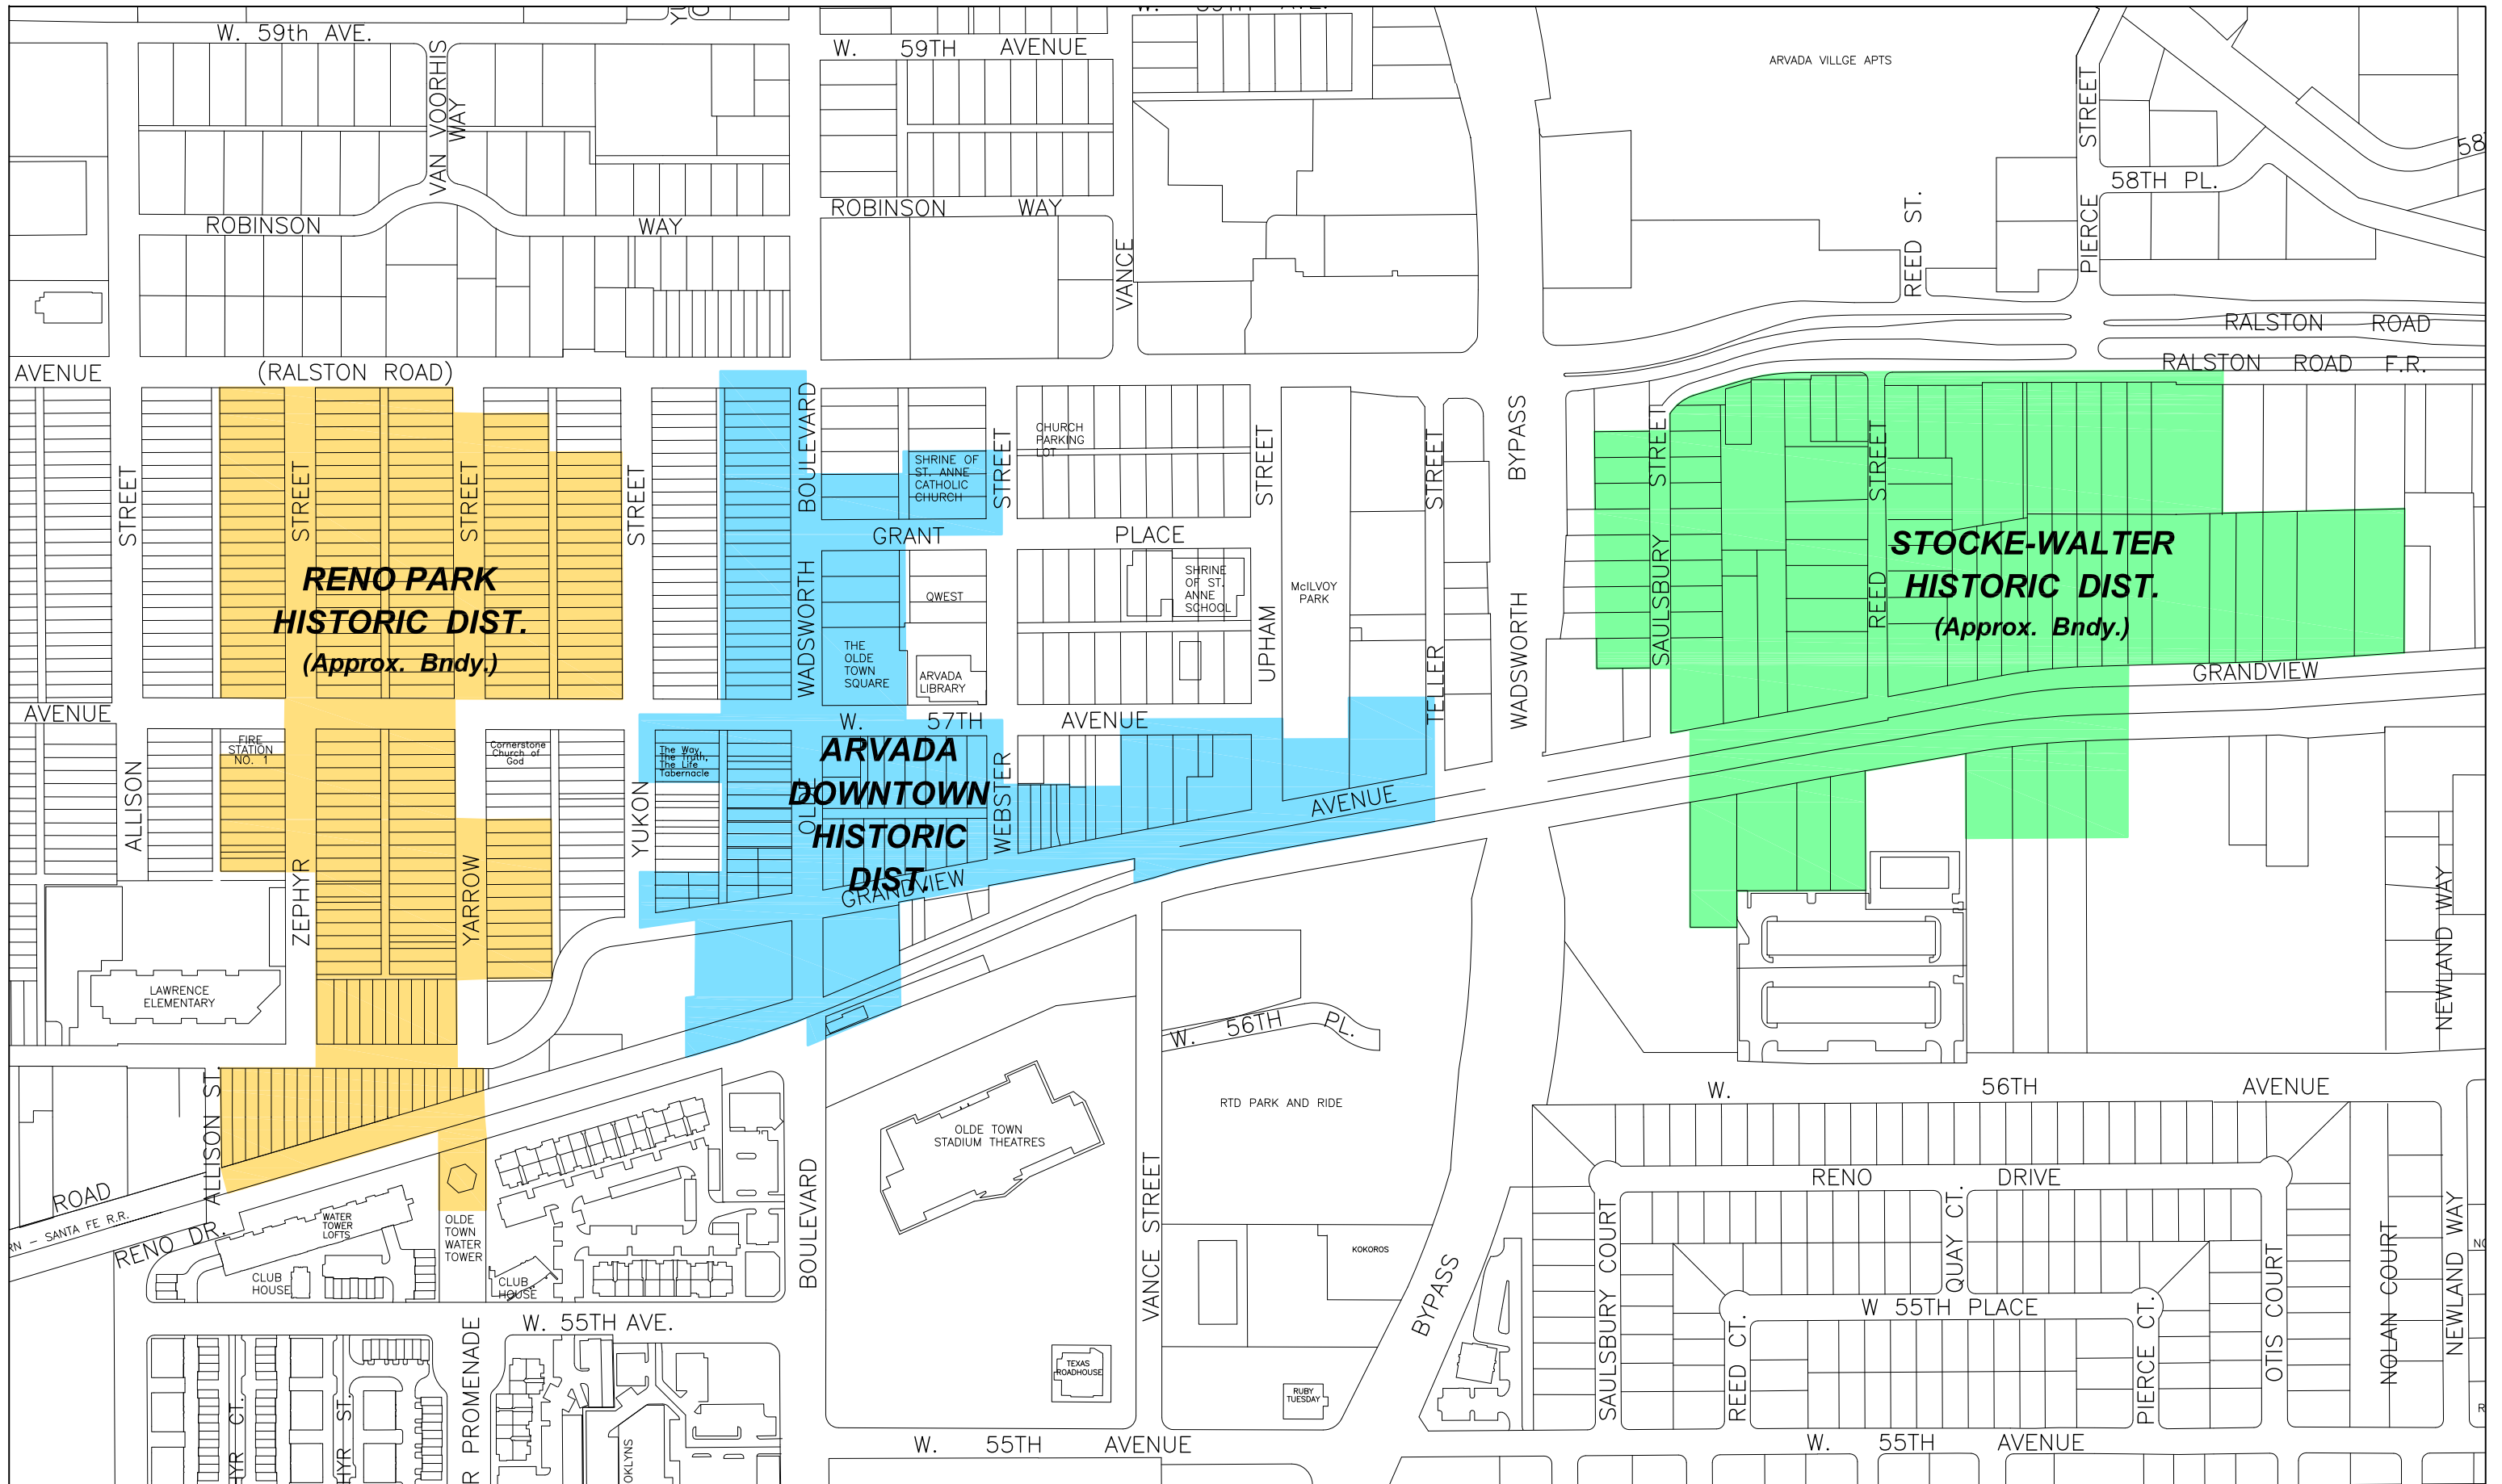 W. 59th AVE.
VAN VOORHIS
WAY
W. 59TH AVENUE
ARVADA VILLGE APTS
PIERCE STREET
58TH PL.
58
REED ST.
ROBINSON WAY
ROBINSON WAY
VANCE
RALSTON ROAD
RALSTON ROAD F.R.
AVENUE
(RALSTON ROAD)
STREET
STREET
STREET
STREET
BOULEVARD
SHRINE OF
ST. ANNE
CATHOLIC
CHURCH
STREET
CHURCH
PARKING
LOT
STREET
STREET
BYPASS
STREET
STREET
GRANT PLACE
RENO PARK
HISTORIC DIST.
(Approx. Bndy.)
WADSWORTH
QWEST
THE
OLDE
TOWN
SQUARE
ARVADA
LIBRARY
SHRINE
OF ST.
ANNE
SCHOOL
UPHAM
McILVOY
PARK
TELLER
WADSWORTH
SAULSBURY
REED
STOCKE-WALTER
HISTORIC DIST.
(Approx. Bndy.)
GRANDVIEW
AVENUE
W. 57TH AVENUE
ALLISON
FIRE
STATION
NO. 1
ZEPHYR
YARROW
Cornerstone
Church of
God
YUKON
The Way,
The Truth,
The Life
Tabernacle
OLDE
ARVADA
DOWNTOWN
HISTORIC
DIST.
WEBSTER
GRANDVIEW
AVENUE
NEWLAND WAY
LAWRENCE
ELEMENTARY
W. 56TH PL.
RTD PARK AND RIDE
OLDE TOWN
STADIUM THEATRES
W. 56TH AVENUE
ALLISON ST.
ROAD
RN - SANTA FE R.R.
RENO DR.
WATER
TOWER
LOFTS
CLUB
HOUSE
OLDE
TOWN
WATER
TOWER
CLUB
HOUSE
BOULEVARD
VANCE STREET
KOKOROS
BYPASS
RENO DRIVE
SAULSBURY COURT
QUAY CT.
W 55TH PLACE
REED CT.
PIERCE CT.
OTIS COURT
NOLAN COURT
NEWLAND WAY
W. 55TH AVE.
R PROMENADE
HYR CT.
HYR ST.
OKLYNS
TEXAS
ROADHOUSE
RUBY
TUESDAY
W. 55TH AVENUE
W. 55TH AVENUE